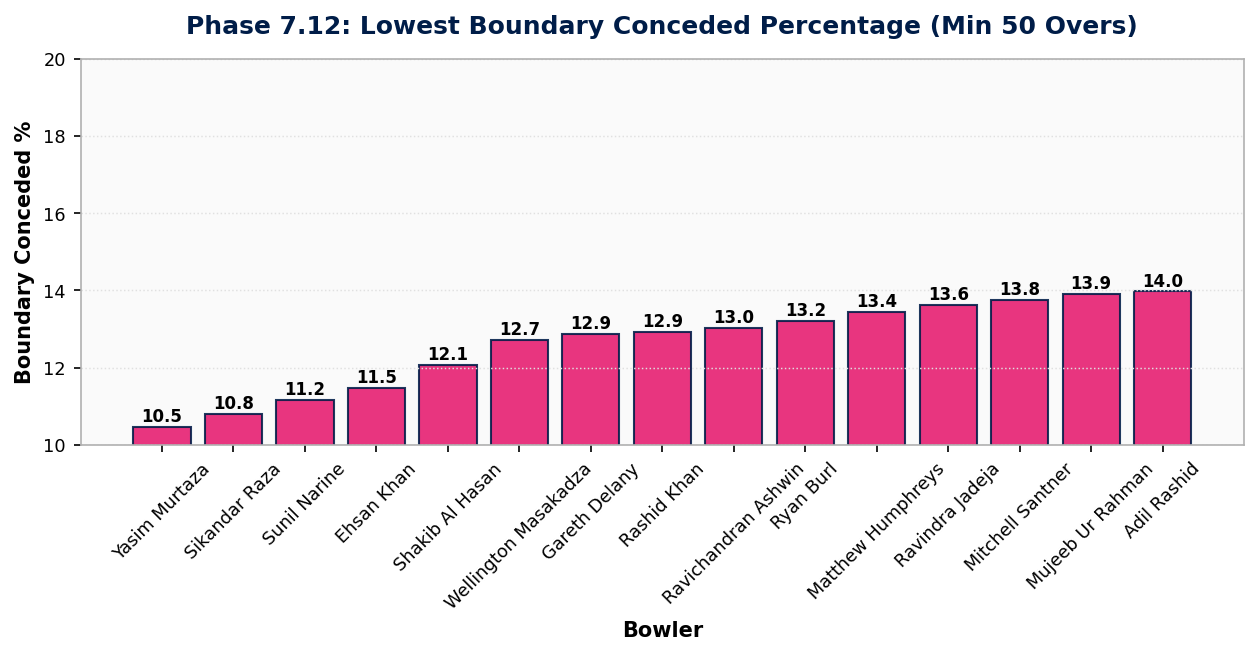 Phase 7.12: Lowest Boundary Conceded Percentage (Min 50 Overs)
Boundary Conceded %
20
18
16
14
12
10
10.5
10.8
11.2
11.5
12.1
12.7
12.9
12.9
13.0
13.2
13.4
13.6
13.8
13.9
14.0
Yasim Murtaza
Sikandar Raza
Sunil Narine
Ehsan Khan
Shakib Al Hasan
Wellington Masakadza
Gareth Delany
Rashid Khan
Ravichandran Ashwin
Ryan Burl
Matthew Humphreys
Ravindra Jadeja
Mitchell Santner
Mujeeb Ur Rahman
Adil Rashid
Bowler